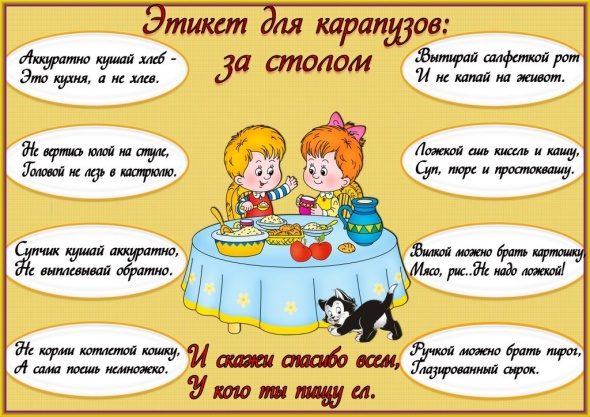 Этикет для карапузов:
за столом
Аккуратно кушай хлеб -
Это кухня, а не хлев.
Не вертись юлой на стуле,
Головой не лезь в кастрюлю.
Супчик кушай аккуратно,
Не выплевывай обратно.
Не корми котлетой кошку,
А сама поешь немножко.
Вытирай салфеткой рот
И не капай на живот.
Ложкой ешь кисель и кашу,
Суп, пюре и простоквашу.
Вилкой можно брать картошку,
Мясо, рис..Не надо ложкой!
Ручкой можно брать пирог,
Глазированный сырок.
И скажи спасибо всем,
У кого ты пищу ел.